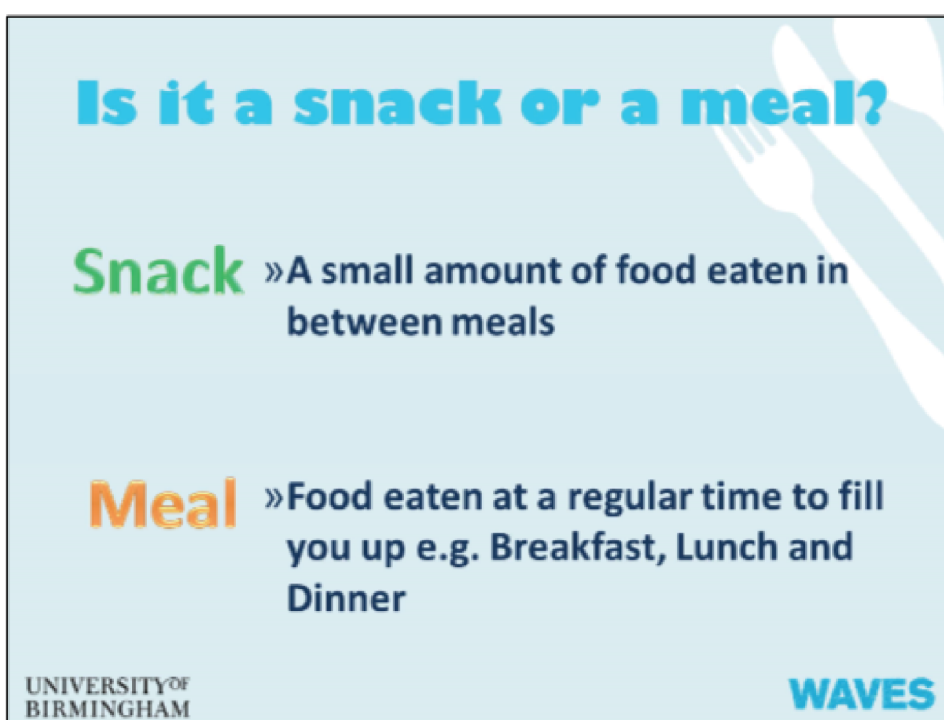 Is it a snack or a meal?
Snack »A small amount of food eaten in
between meals
Meal »Food eaten at a regular time to fill
you up e.g. Breakfast, Lunch and
Dinner
UNIVERSITY OF
BIRMINGHAM
WAVES